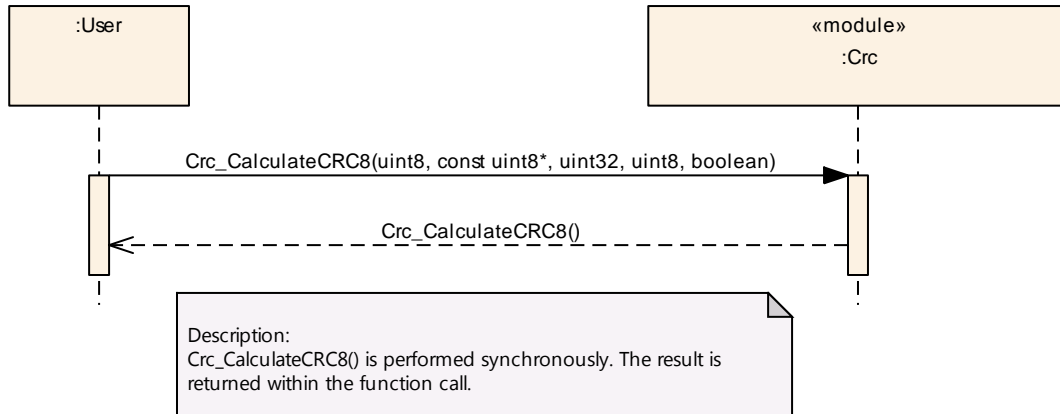 :User
«module»
:Crc
Crc_CalculateCRC8(uint8, const uint8*, uint32, uint8, boolean)
Crc_CalculateCRC8()
Description:
Crc_CalculateCRC8() is performed synchronously. The result is
returned within the function call.